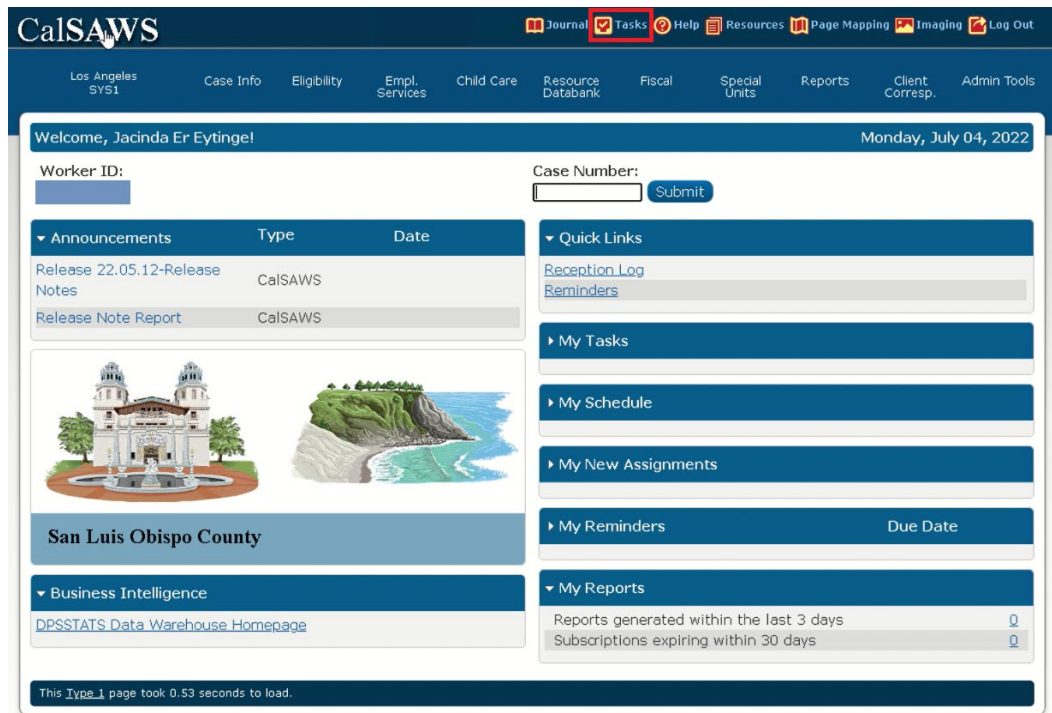 CalSAWS
Journal Tasks Help Resources Page Mapping Imaging Log Out
Los Angeles
SYS1
Case Info
Eligibility
Empl.
Services
Child Care
Resource
Databank
Fiscal
Special
Units
Reports
Client
Corresp.
Admin Tools
Welcome, Jacinda Er Eytinge! Monday, July 04, 2022
Worker ID:
Case Number:
Submit
Announcements Type Date
Release 22.05.12-Release
Notes
CalSAWS
Release Note Report CalSAWS
San Luis Obispo County
Business Intelligence
DPSSTATS Data Warehouse Homepage
Quick Links
Reception Log
Reminders
My Tasks
My Schedule
My New Assignments
My Reminders Due Date
My Reports
Reports generated within the last 3 days 0
Subscriptions expiring within 30 days 0
This Type 1 page took 0.53 seconds to load.